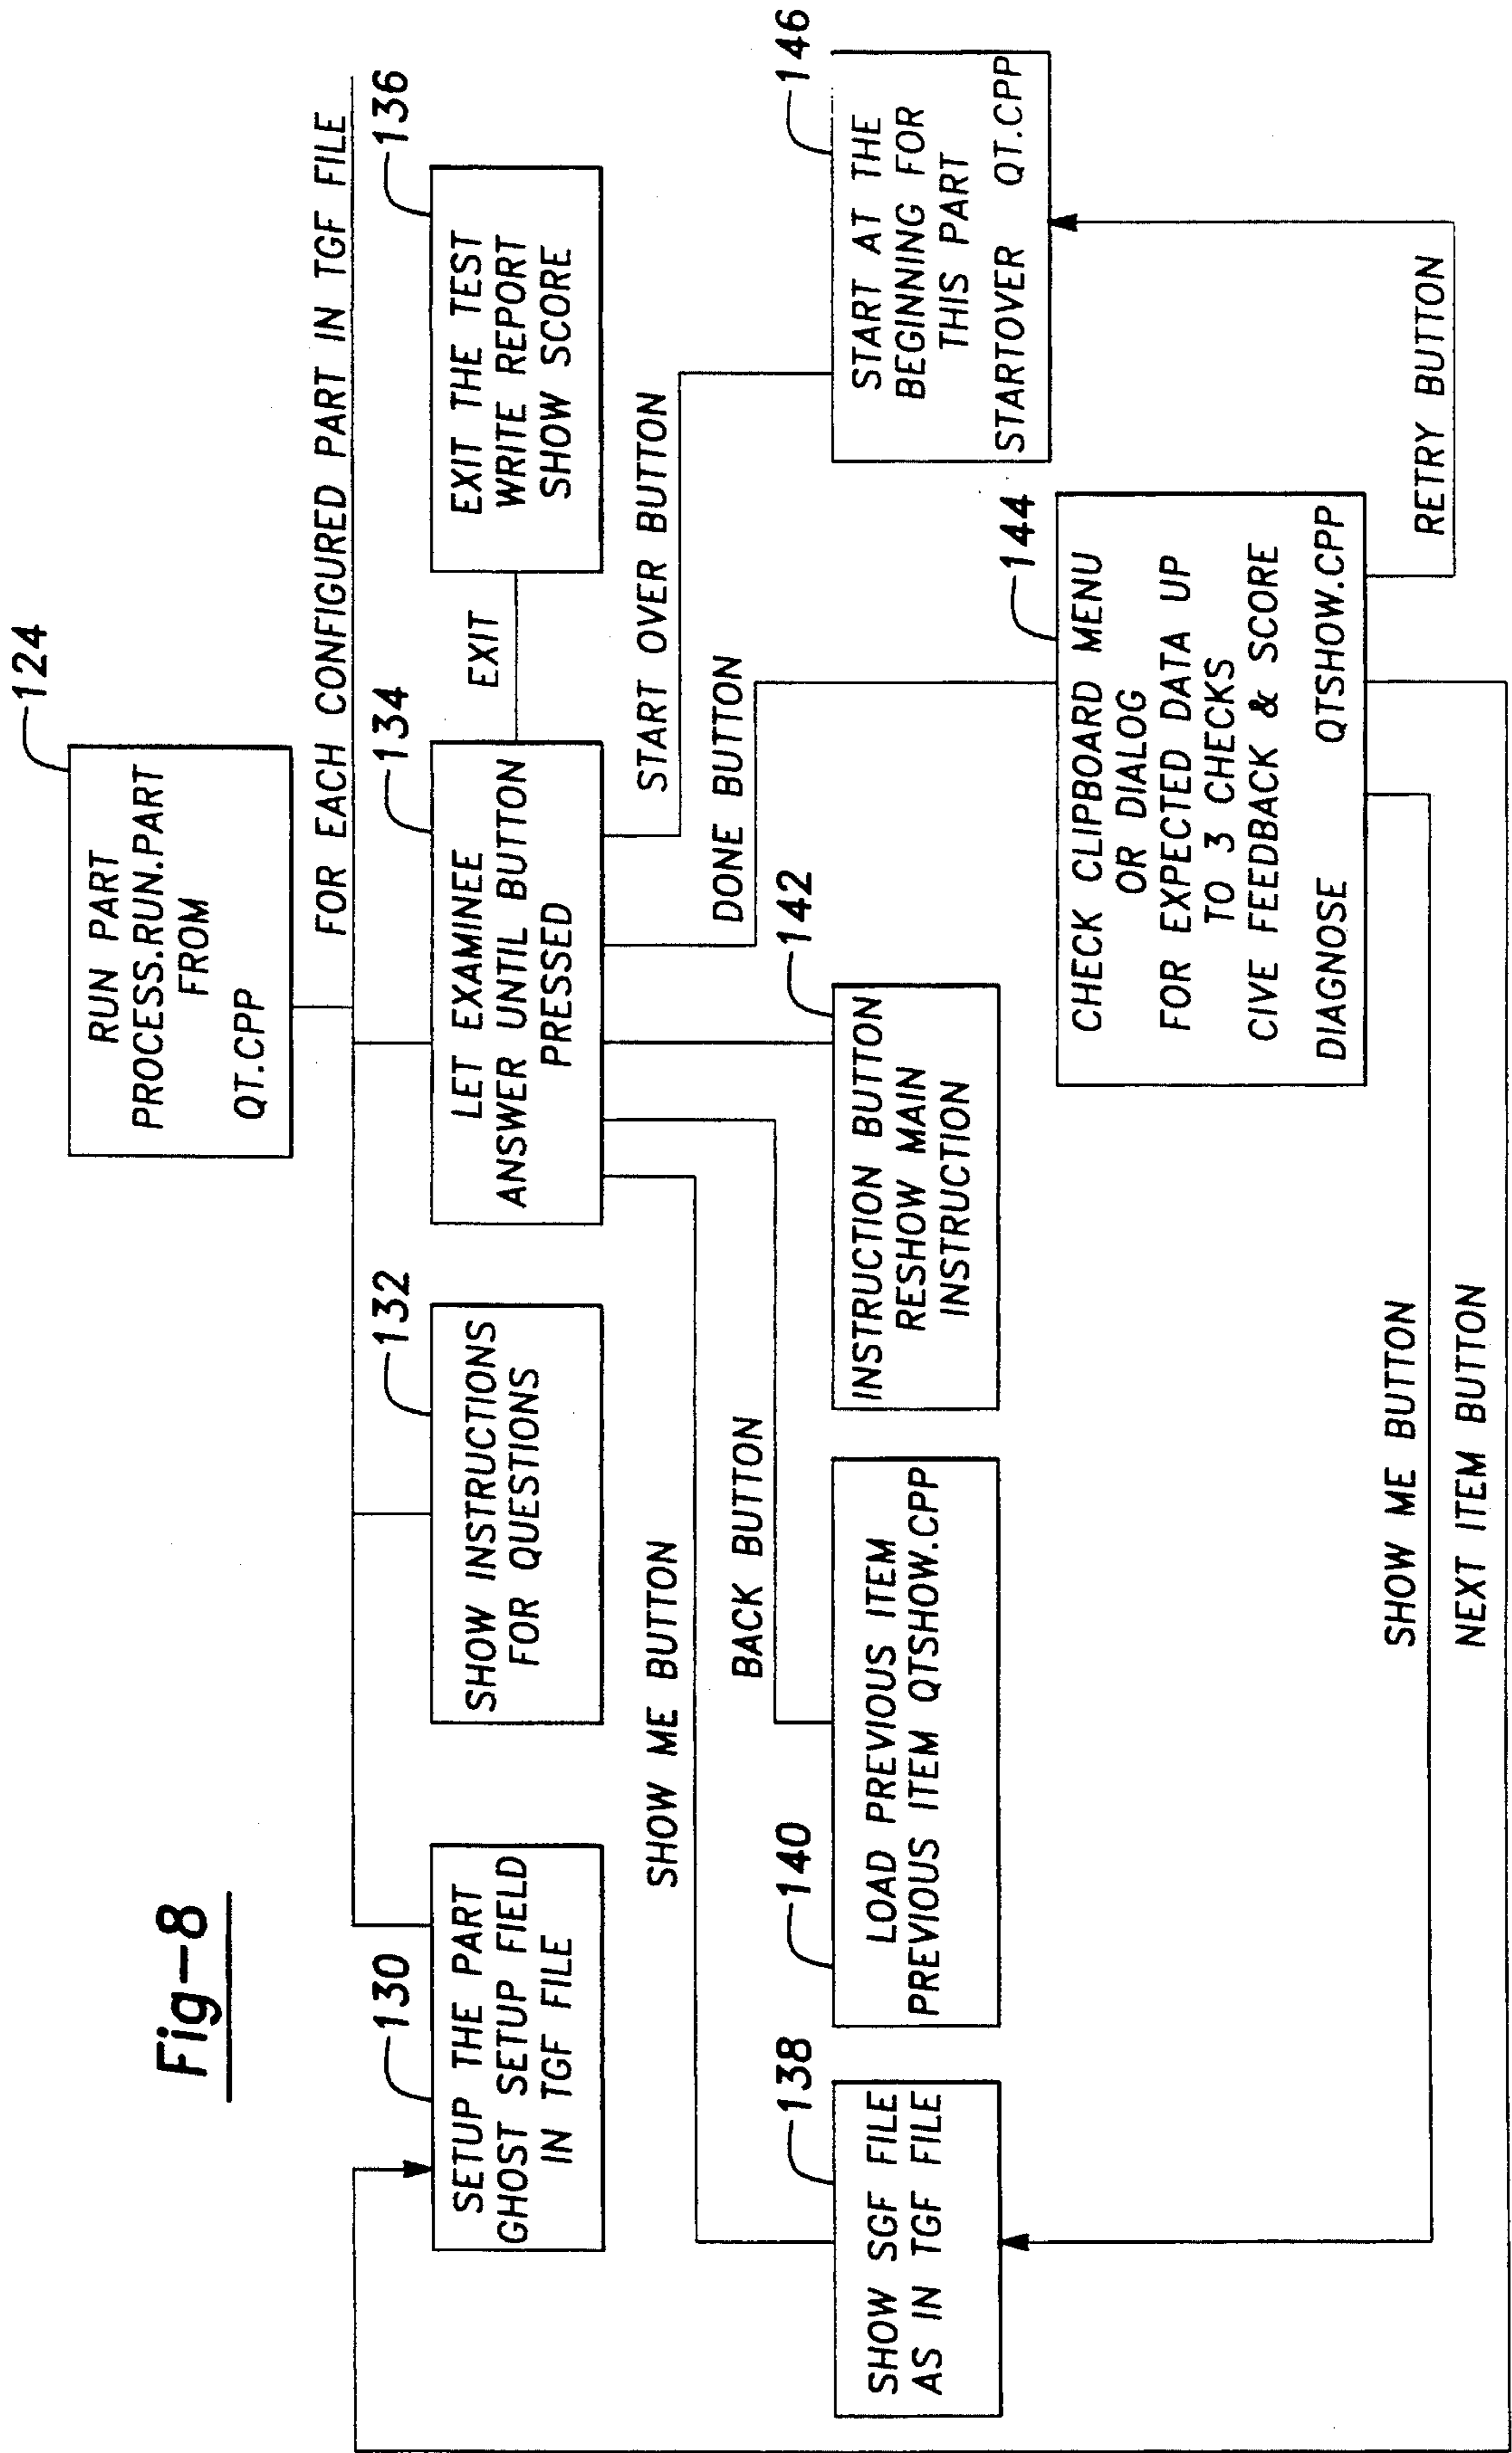 Fig-8
124
RUN PART
PROCESS.RUN.PART
FROM
QT.CPP
FOR EACH CONFIGURED PART IN TGF FILE
130
SETUP THE PART
GHOST SETUP FIELD
IN TGF FILE
132
SHOW INSTRUCTIONS
FOR QUESTIONS
134
LET EXAMINEE
ANSWER UNTIL BUTTON
PRESSED
EXIT
136
EXIT THE TEST
WRITE REPORT
SHOW SCORE
SHOW ME BUTTON
BACK BUTTON
DONE BUTTON
START OVER BUTTON
138
SHOW SGF FILE
AS IN TGF FILE
140
LOAD PREVIOUS ITEM
PREVIOUS ITEM QTSHOW.CPP
142
INSTRUCTION BUTTON
RESHOW MAIN
INSTRUCTION
146
START AT THE
BEGINNING FOR
THIS PART
STARTOVER QT.CPP
144
CHECK CLIPBOARD MENU
OR DIALOG
FOR EXPECTED DATA UP
TO 3 CHECKS
CIVE FEEDBACK & SCORE
DIAGNOSE QTSHOW.CPP
RETRY BUTTON
SHOW ME BUTTON
NEXT ITEM BUTTON